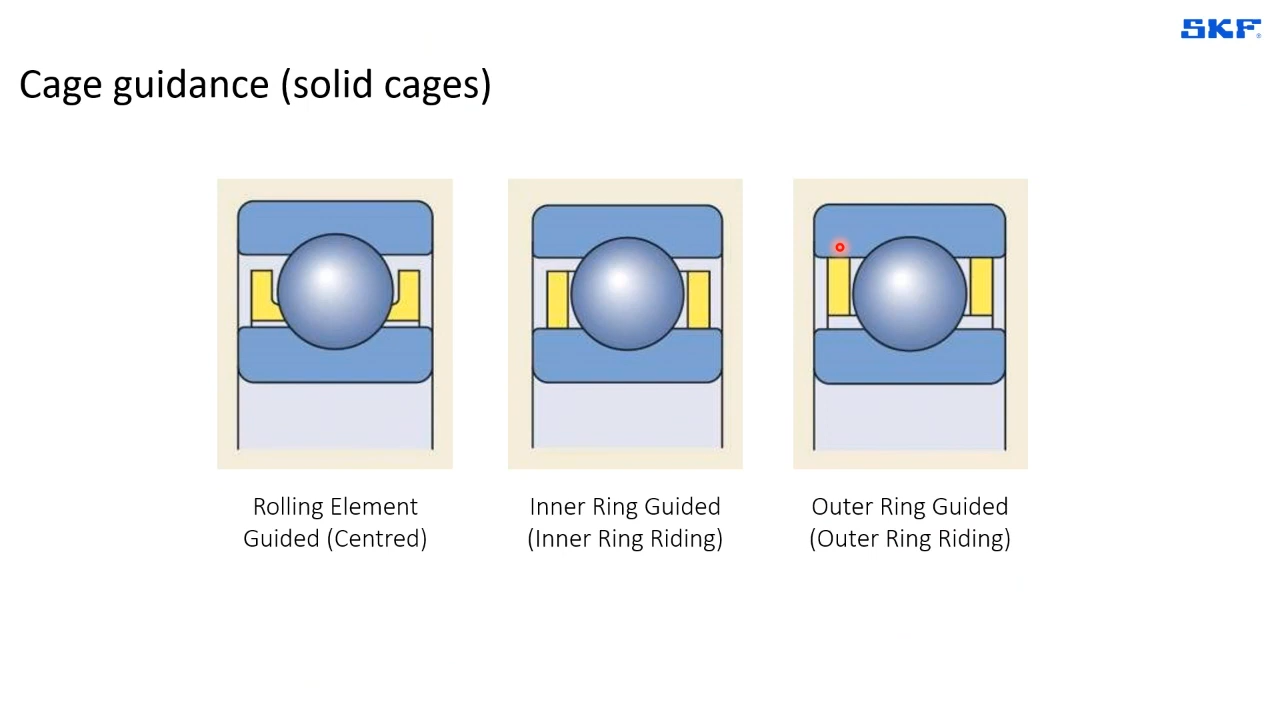 SKF®
Cage guidance (solid cages)
Rolling Element
Guided (Centred)
Inner Ring Guided
(Inner Ring Riding)
Outer Ring Guided
(Outer Ring Riding)